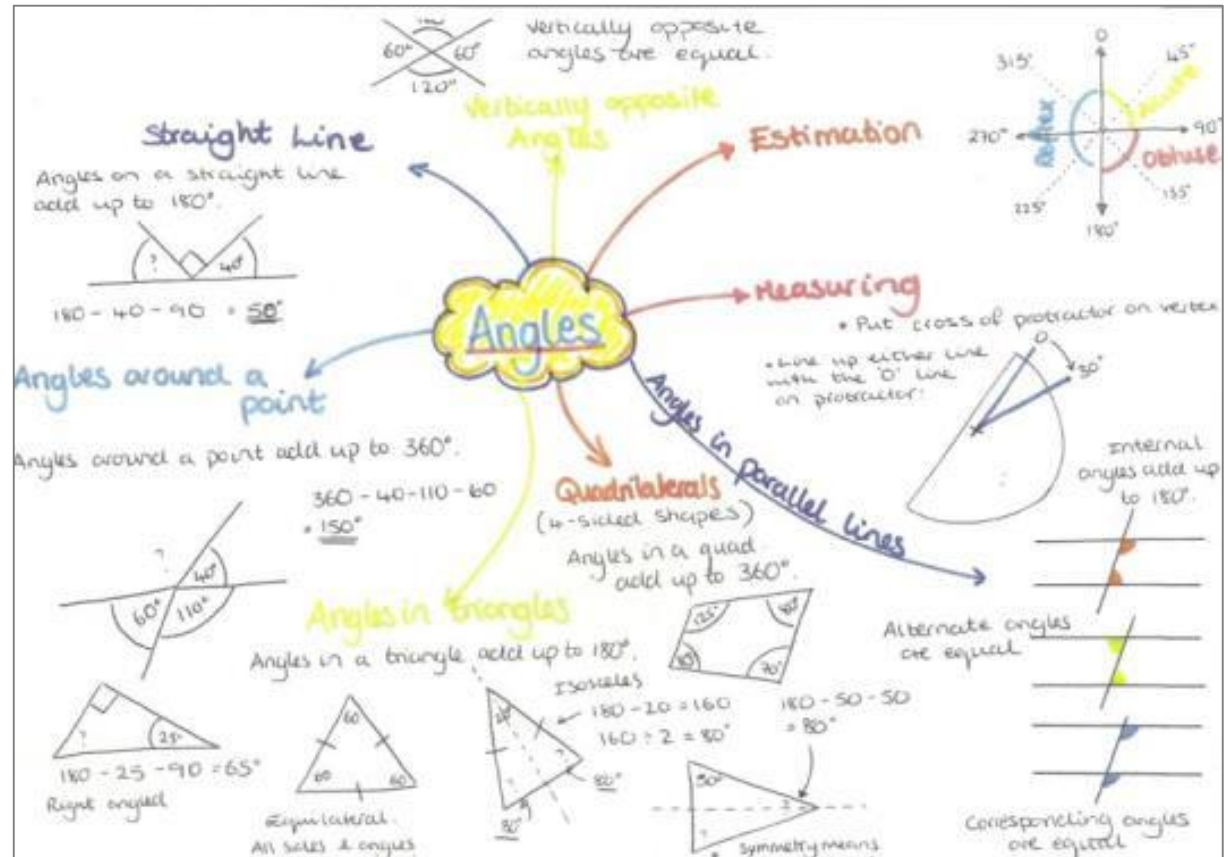 60° 60°
120°
Vertically opposite
angles are equal.
Vertically opposite
Angles
Straight Line
Angles on a straight line
add up to 180°.
?
40°
180 - 40 - 90 = 50°
Estimation
0
45°
90°
135°
180°
225°
270°
315°
Acute
Obtuse
Reflex
Angles
Measuring
• Put cross of protractor on vertex
• Line up either line
with the '0' line
on protractor.
0
30°
Angles around a
point
Angles around a point add up to 360°.
360 - 40 - 110 - 60
= 150°
?
40°
60°
110°
Quadrilaterals
(4-sided shapes)
Angles in a quad
add up to 360°.
125°
80°
70°
Angles in parallel lines
Internal
angles add up
to 180°.
Alternate angles
are equal
Corresponding angles
are equal
Angles in triangles
Angles in a triangle add up to 180°.
?
25°
180 - 25 - 90 = 65°
Right angled
60
60
60
Equilateral.
All sides & angles
Isosceles
20°
180 - 20 = 160
160 ÷ 2 = 80°
?
?
80°
80°
180 - 50 - 50
= 80°
50°
?
?
symmetry means